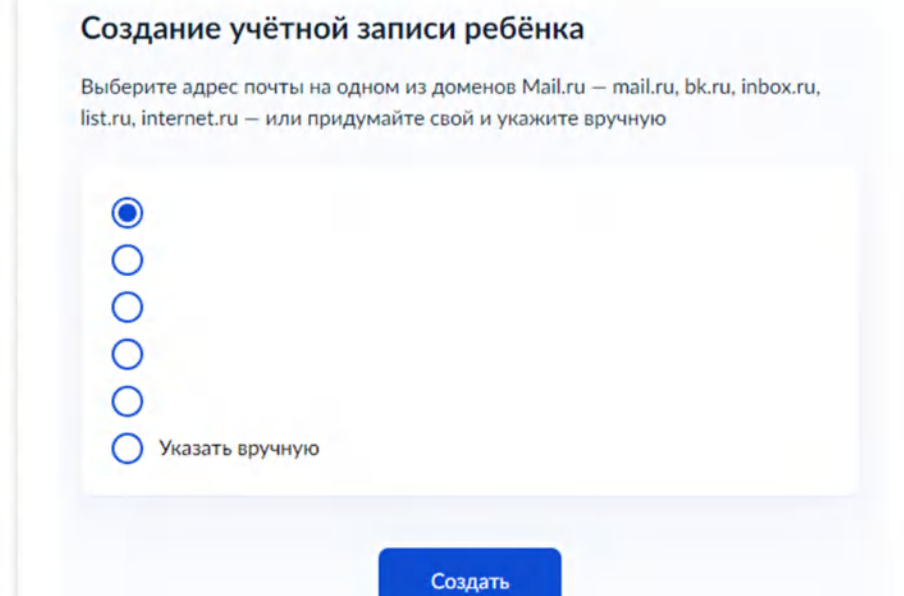 Создание учётной записи ребёнка
Выберите адрес почты на одном из доменов Mail.ru — mail.ru, bk.ru, inbox.ru,
list.ru, internet.ru — или придумайте свой и укажите вручную
Указать вручную
Создать